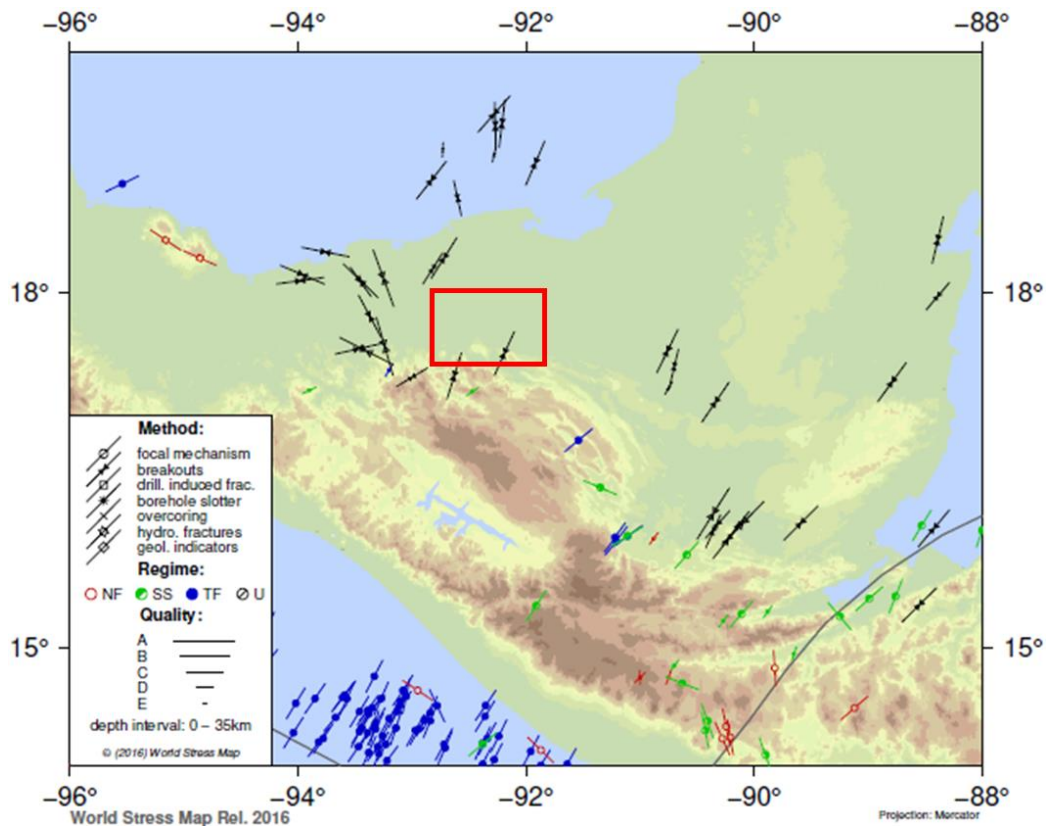 −96° −94° −92° −90° −88°
18° 18°
15° 15°
Method:
focal mechanism
breakouts
drill. induced frac.
borehole slotter
overcoring
hydro. fractures
geol. indicators
Regime:
NF SS TF U
Quality:
A
B
C
D
E
depth interval: 0 − 35km
© (2016) World Stress Map
−96° −94° −92° −90° −88°
World Stress Map Rel. 2016 Projection: Mercator